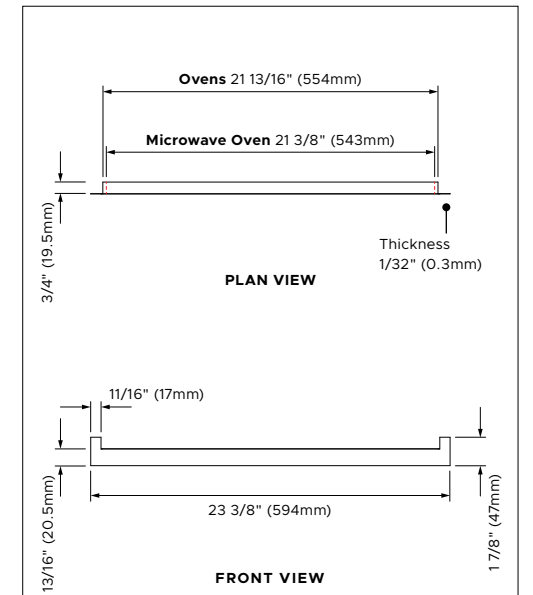 Ovens 21 13/16" (554mm)
Microwave Oven 21 3/8" (543mm)
3/4" (19.5mm)
Thickness
1/32" (0.3mm)
PLAN VIEW
11/16" (17mm)
13/16" (20.5mm)
23 3/8" (594mm)
1 7/8" (47mm)
FRONT VIEW